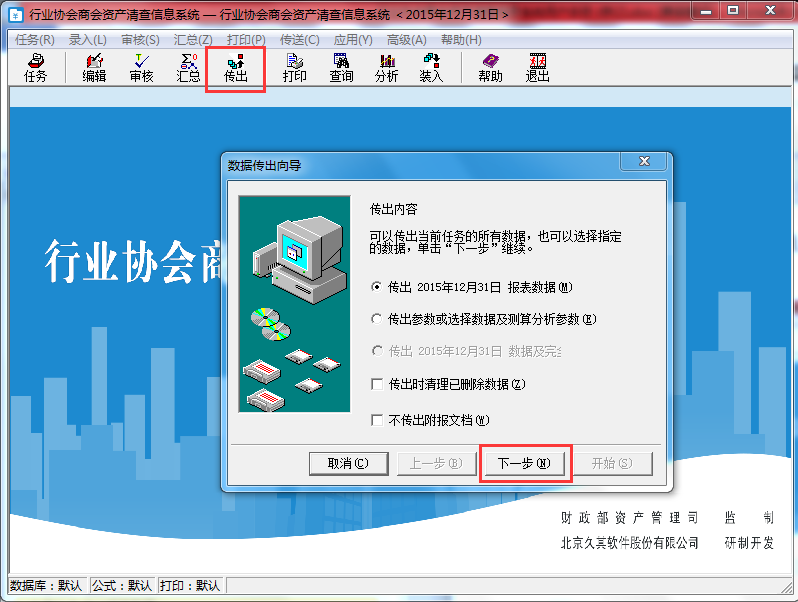 行业协会商会资产清查信息系统 — 行业协会商会资产清查信息系统 <2015年12月31日>
任务(R) 录入(L) 审核(S) 汇总(Z) 打印(P) 传送(C) 应用(Y) 高级(A) 帮助(H)
任务 编辑 审核 汇总 传出 打印 查询 分析 装入 帮助 退出
行业协会商
数据传出向导
传出内容
可以传出当前任务的所有数据，也可以选择指定
的数据，单击“下一步”继续。
传出 2015年12月31日 报表数据(M)
传出参数或选择数据及测算分析参数(E)
传出 2015年12月31日 数据及完
传出时清理已删除数据(Z)
不传出附报文档(W)
取消(C) 上一步(B) 下一步(N) 开始(S)
财政部资产管理司 监 制
北京久其软件股份有限公司 研制开发
数据库：默认 公式：默认 打印：默认